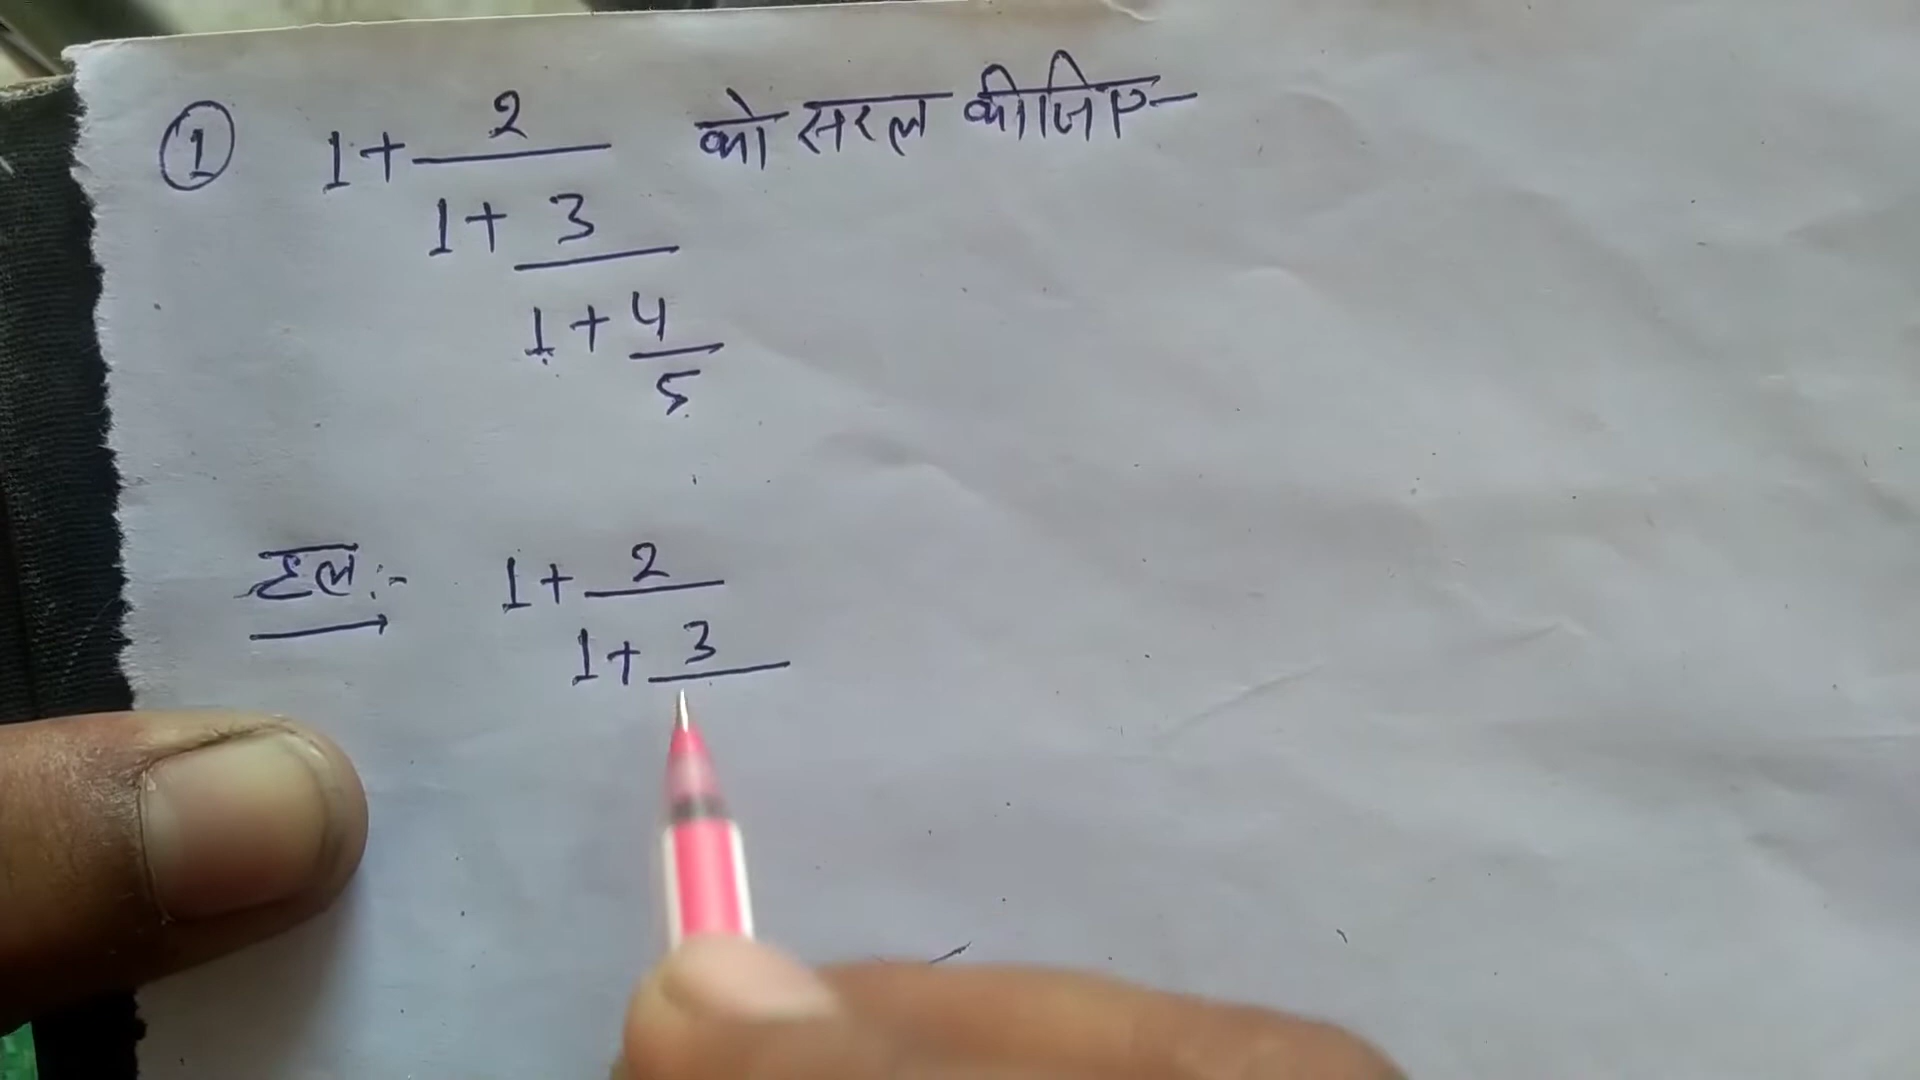 ① 1+ 2
1+ 3
1+ 4
5
को सरल कीजिए-
हल:- 1+ 2
1+ 3